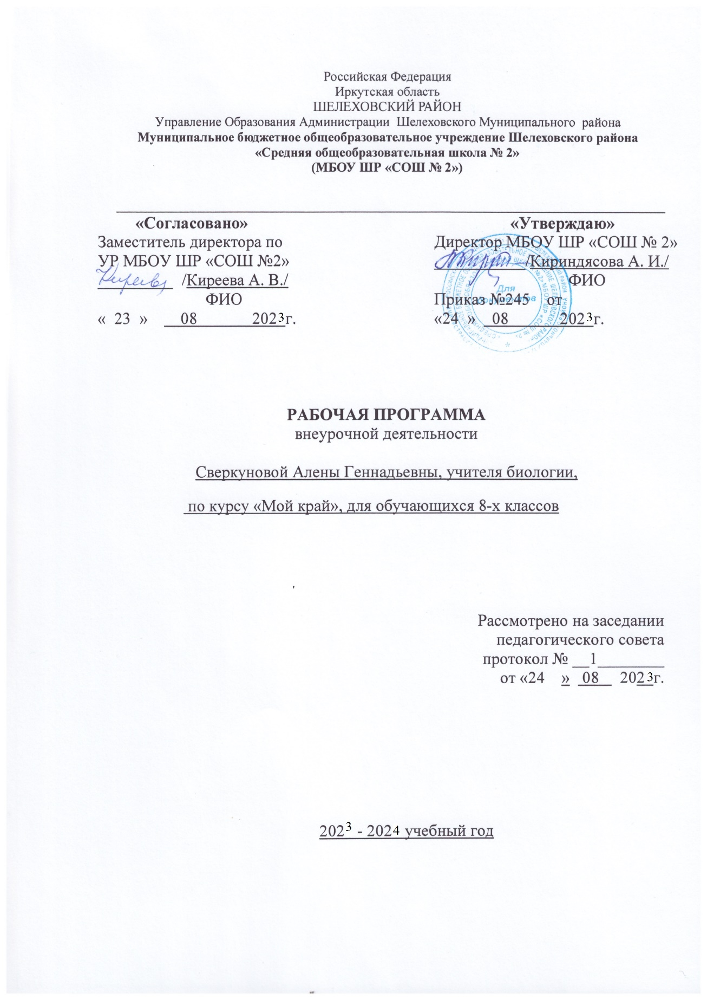 Российская Федерация
Иркутская область
ШЕЛЕХОВСКИЙ РАЙОН
Управление Образования Администрации Шелеховского Муниципального района
Муниципальное бюджетное общеобразовательное учреждение Шелеховского района
«Средняя общеобразовательная школа № 2»
(МБОУ ШР «СОШ № 2»)
«Согласовано»
Заместитель директора по
УР МБОУ ШР «СОШ №2»
/Киреева А. В./
ФИО
« 23 » 08 2023г.
«Утверждаю»
Директор МБОУ ШР «СОШ № 2»
/Кириндясова А. И./
ФИО
Приказ №245 от
«24 » 08 2023г.
Для
документов
РАБОЧАЯ ПРОГРАММА
внеурочной деятельности
Сверкуновой Алены Геннадьевны, учителя биологии,
по курсу «Мой край», для обучающихся 8-х классов
Рассмотрено на заседании
педагогического совета
протокол № __1________
от «24 » 08 2023г.
2023 - 2024 учебный год